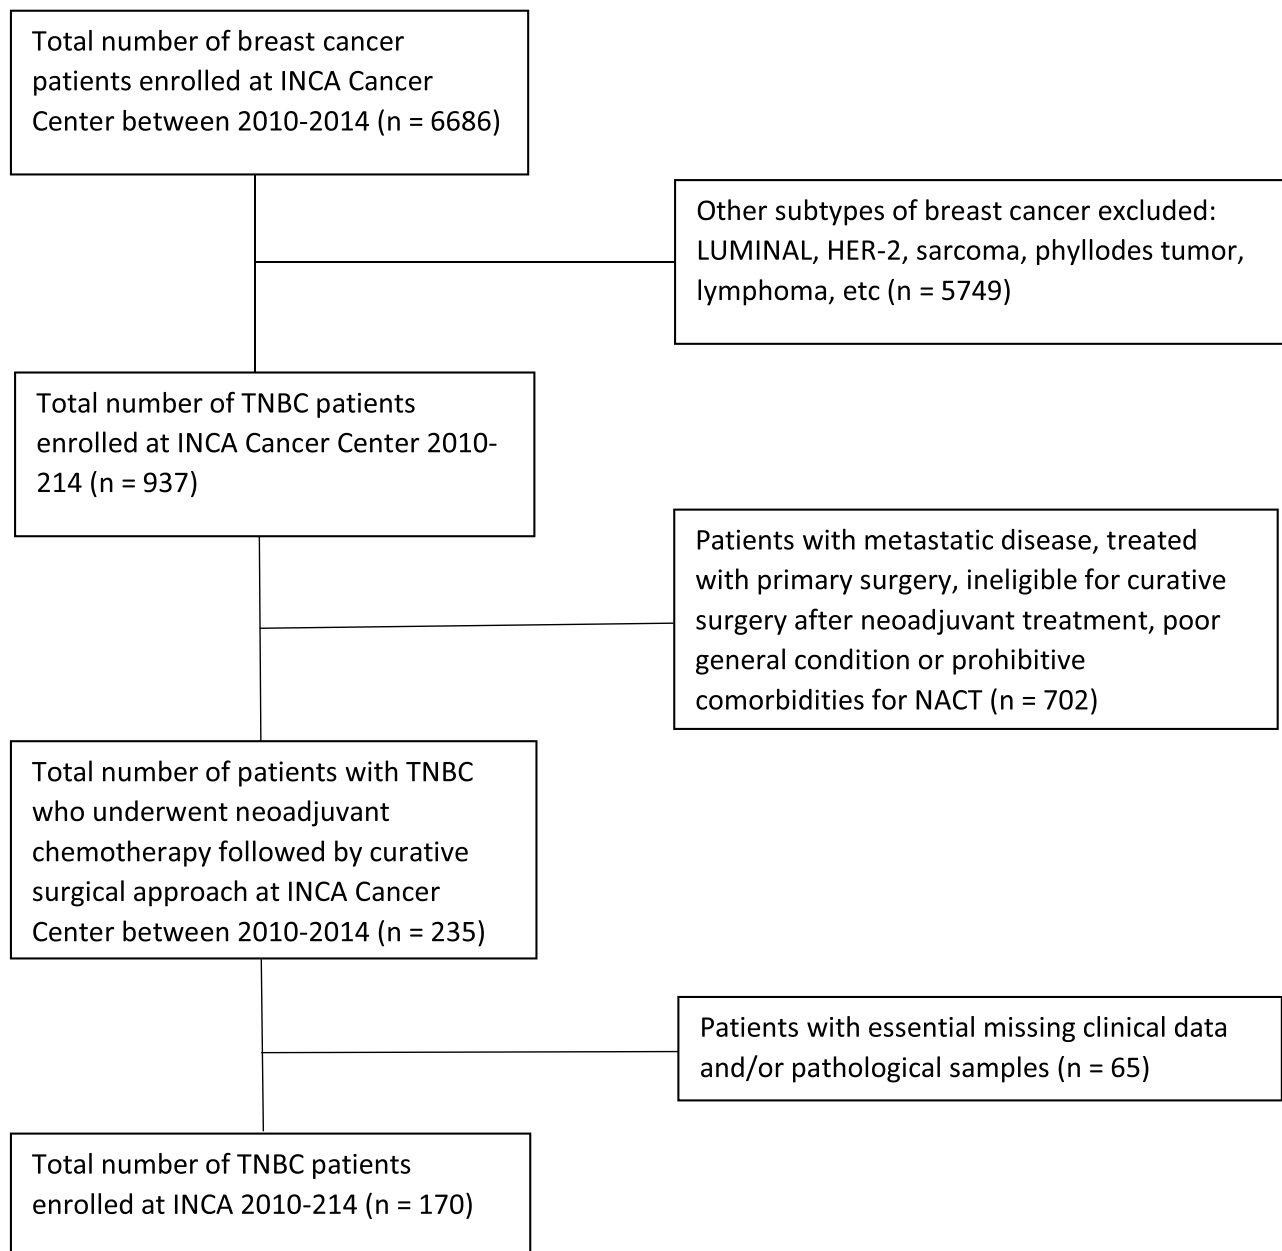 Total number of breast cancer
patients enrolled at INCA Cancer
Center between 2010-2014 (n = 6686)
Other subtypes of breast cancer excluded:
LUMINAL, HER-2, sarcoma, phyllodes tumor,
lymphoma, etc (n = 5749)
Total number of TNBC patients
enrolled at INCA Cancer Center 2010-
214 (n = 937)
Patients with metastatic disease, treated
with primary surgery, ineligible for curative
surgery after neoadjuvant treatment, poor
general condition or prohibitive
comorbidities for NACT (n = 702)
Total number of patients with TNBC
who underwent neoadjuvant
chemotherapy followed by curative
surgical approach at INCA Cancer
Center between 2010-2014 (n = 235)
Patients with essential missing clinical data
and/or pathological samples (n = 65)
Total number of TNBC patients
enrolled at INCA 2010-214 (n = 170)